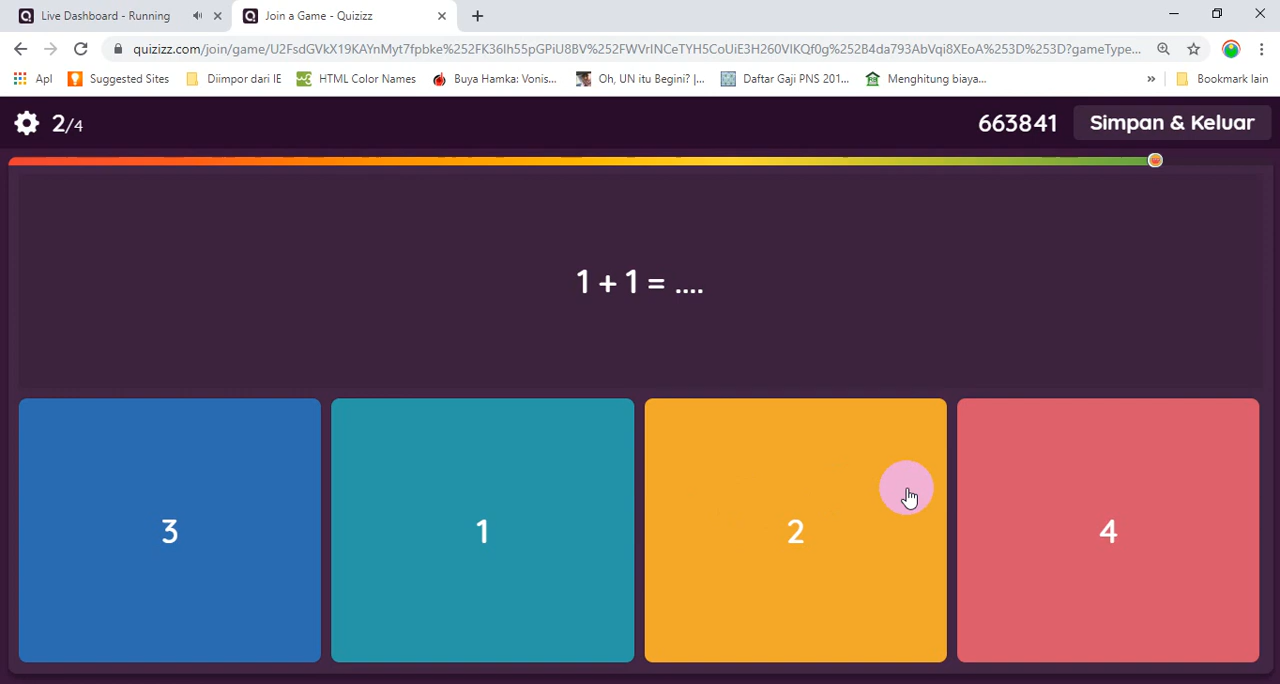 Live Dashboard - Running
Join a Game - Quizizz
quizizz.com/join/game/U2FsdGVkX19KAYnMyt7fpbke%252FK36lh55pGPiU8BV%252FWVrlNCeTYH5CoUiE3H260VIKQf0g%252B4da793AbVqi8XEoA%253D%253D?gameType...
Apl
Suggested Sites
Diimpor dari IE
HTML Color Names
Buya Hamka: Vonis...
Oh, UN itu Begini? |...
Daftar Gaji PNS 201...
Menghitung biaya...
»
Bookmark lain
2/4
663841
Simpan & Keluar
1 + 1 = ....
3
1
2
4